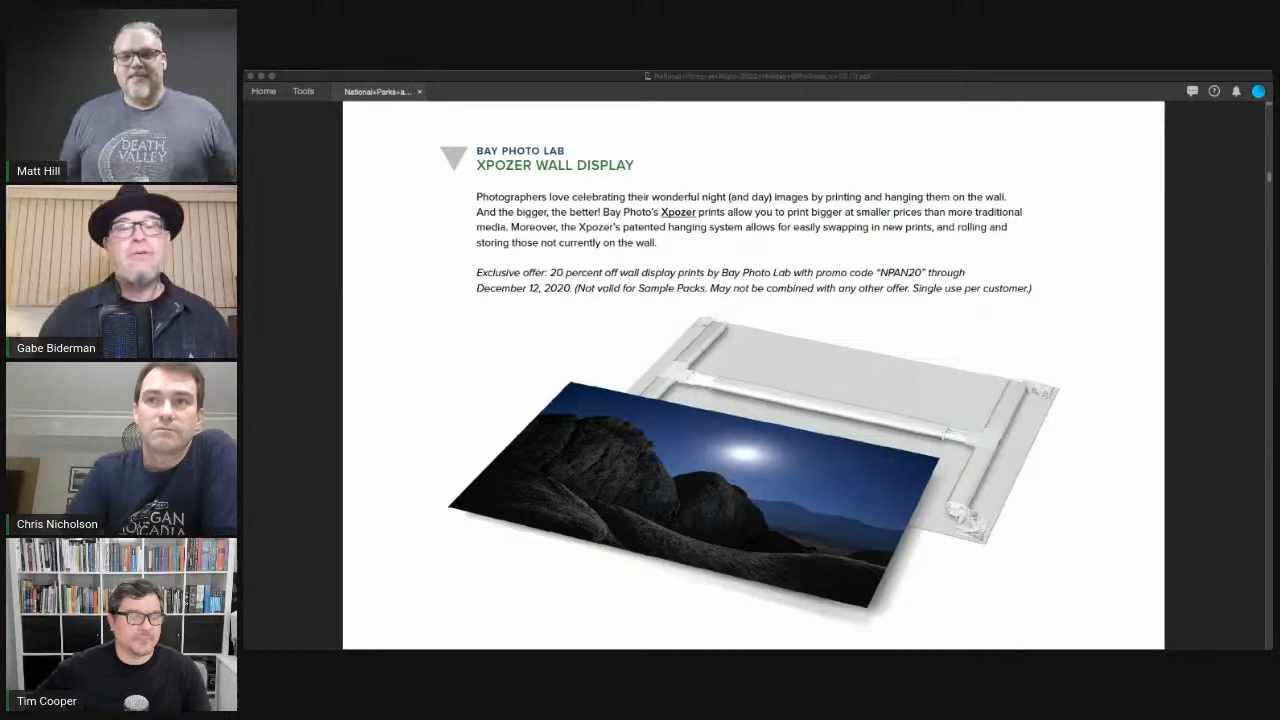 Matt Hill
DEATH
VALLEY
Gabe Biderman
Chris Nicholson
Tim Cooper
Home
Tools
National+Parks+a...
BAY PHOTO LAB
XPOZER WALL DISPLAY
Photographers love celebrating their wonderful night (and day) images by printing and hanging them on the wall.
And the bigger, the better! Bay Photo’s Xpozer prints allow you to print bigger at smaller prices than more traditional
media. Moreover, the Xpozer’s patented hanging system allows for easily swapping in new prints, and rolling and
storing those not currently on the wall.
Exclusive offer: 20 percent off wall display prints by Bay Photo Lab with promo code “NPAN20” through
December 12, 2020. (Not valid for Sample Packs. May not be combined with any other offer. Single use per customer.)